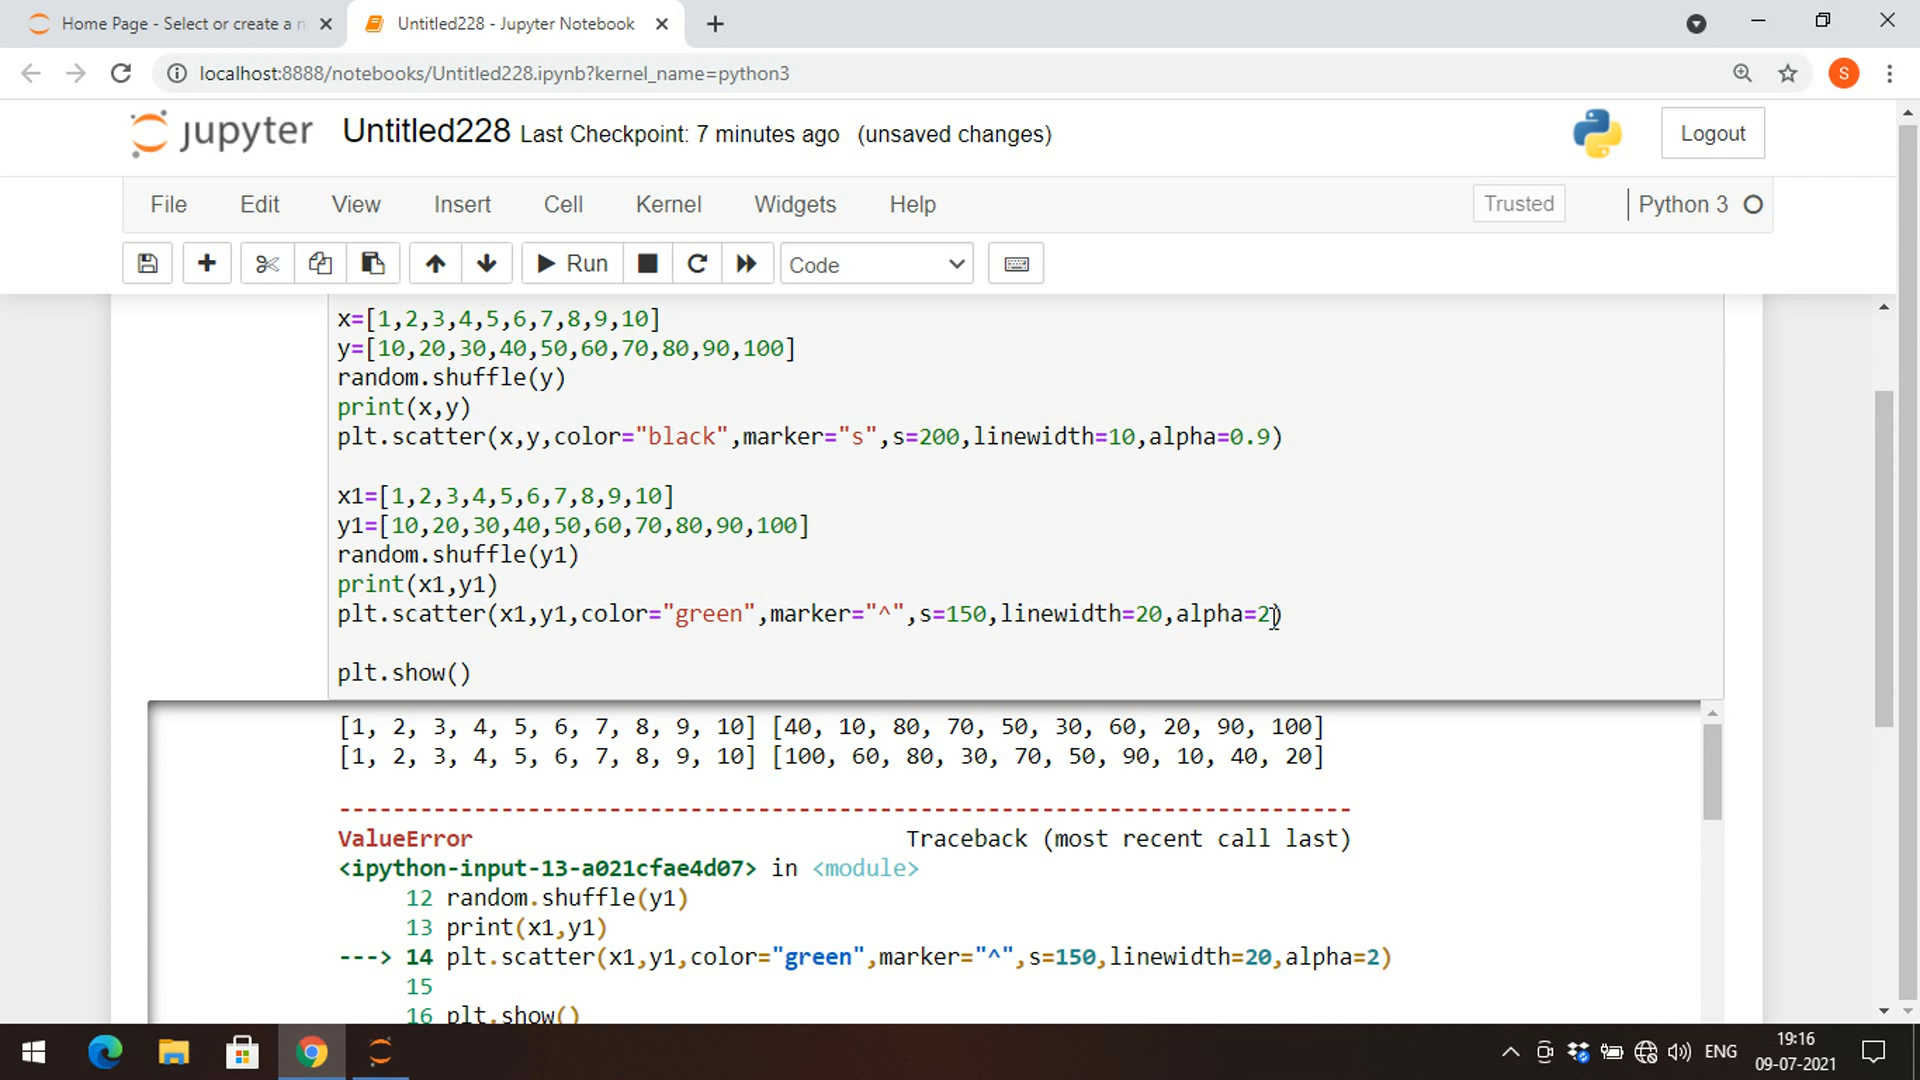 Home Page - Select or create a n
Untitled228 - Jupyter Notebook
localhost:8888/notebooks/Untitled228.ipynb?kernel_name=python3
S
jupyter Untitled228 Last Checkpoint: 7 minutes ago (unsaved changes)
Logout
File Edit View Insert Cell Kernel Widgets Help
Trusted
Python 3
Run
Code
x=[1,2,3,4,5,6,7,8,9,10]
y=[10,20,30,40,50,60,70,80,90,100]
random.shuffle(y)
print(x,y)
plt.scatter(x,y,color="black",marker="s",s=200,linewidth=10,alpha=0.9)
x1=[1,2,3,4,5,6,7,8,9,10]
y1=[10,20,30,40,50,60,70,80,90,100]
random.shuffle(y1)
print(x1,y1)
plt.scatter(x1,y1,color="green",marker="^",s=150,linewidth=20,alpha=2)
plt.show()
[1, 2, 3, 4, 5, 6, 7, 8, 9, 10] [40, 10, 80, 70, 50, 30, 60, 20, 90, 100]
[1, 2, 3, 4, 5, 6, 7, 8, 9, 10] [100, 60, 80, 30, 70, 50, 90, 10, 40, 20]
---------------------------------------------------------------------------
ValueError Traceback (most recent call last)
<ipython-input-13-a021cfae4d07> in <module>
12 random.shuffle(y1)
13 print(x1,y1)
---> 14 plt.scatter(x1,y1,color="green",marker="^",s=150,linewidth=20,alpha=2)
15
16 plt.show()
ENG
19:16
09-07-2021